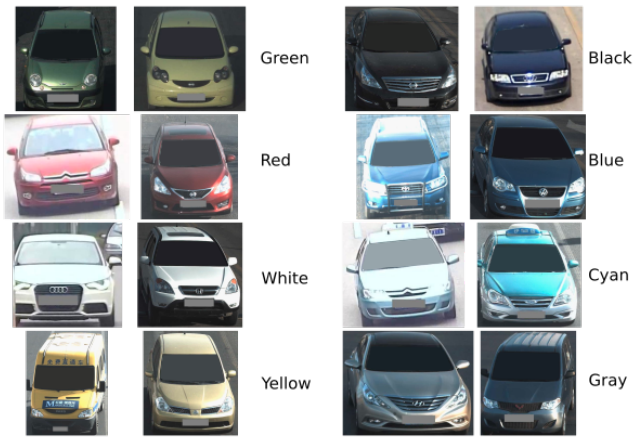 Green
Black
Red
Blue
White
Cyan
Yellow
Gray